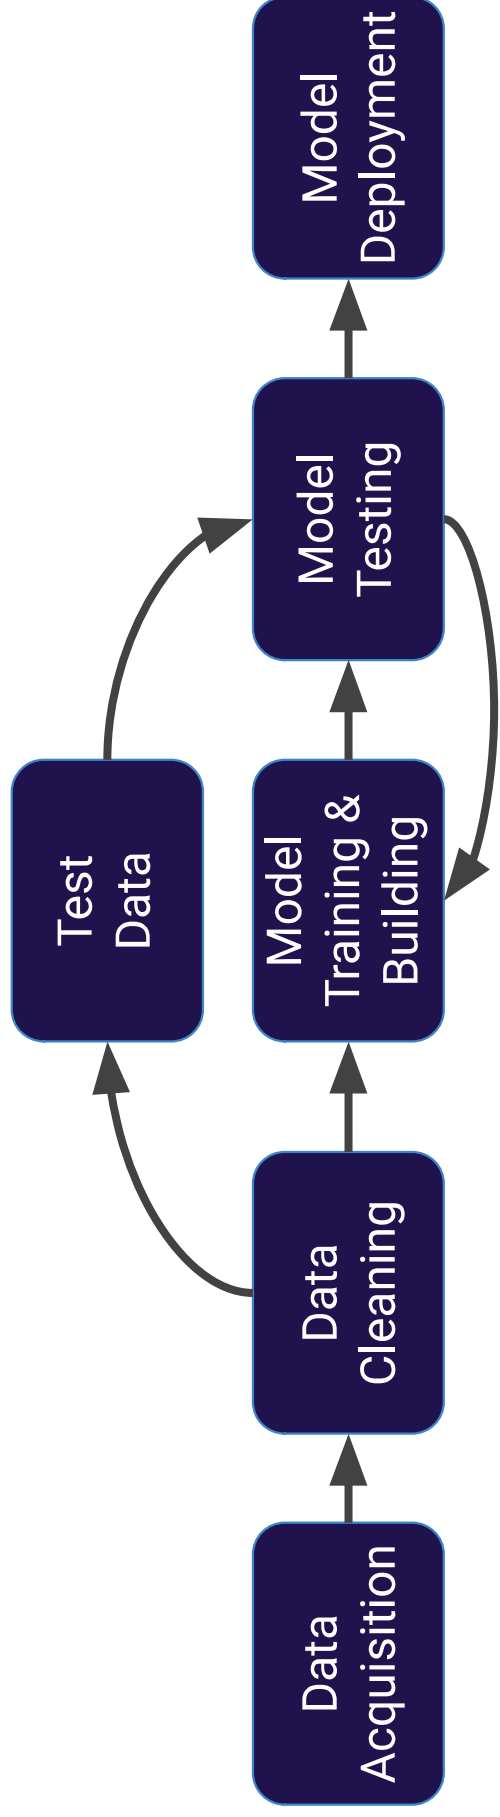 Data
Acquisition
Data
Cleaning
Test
Data
Model
Training &
Building
Model
Testing
Model
Deployment